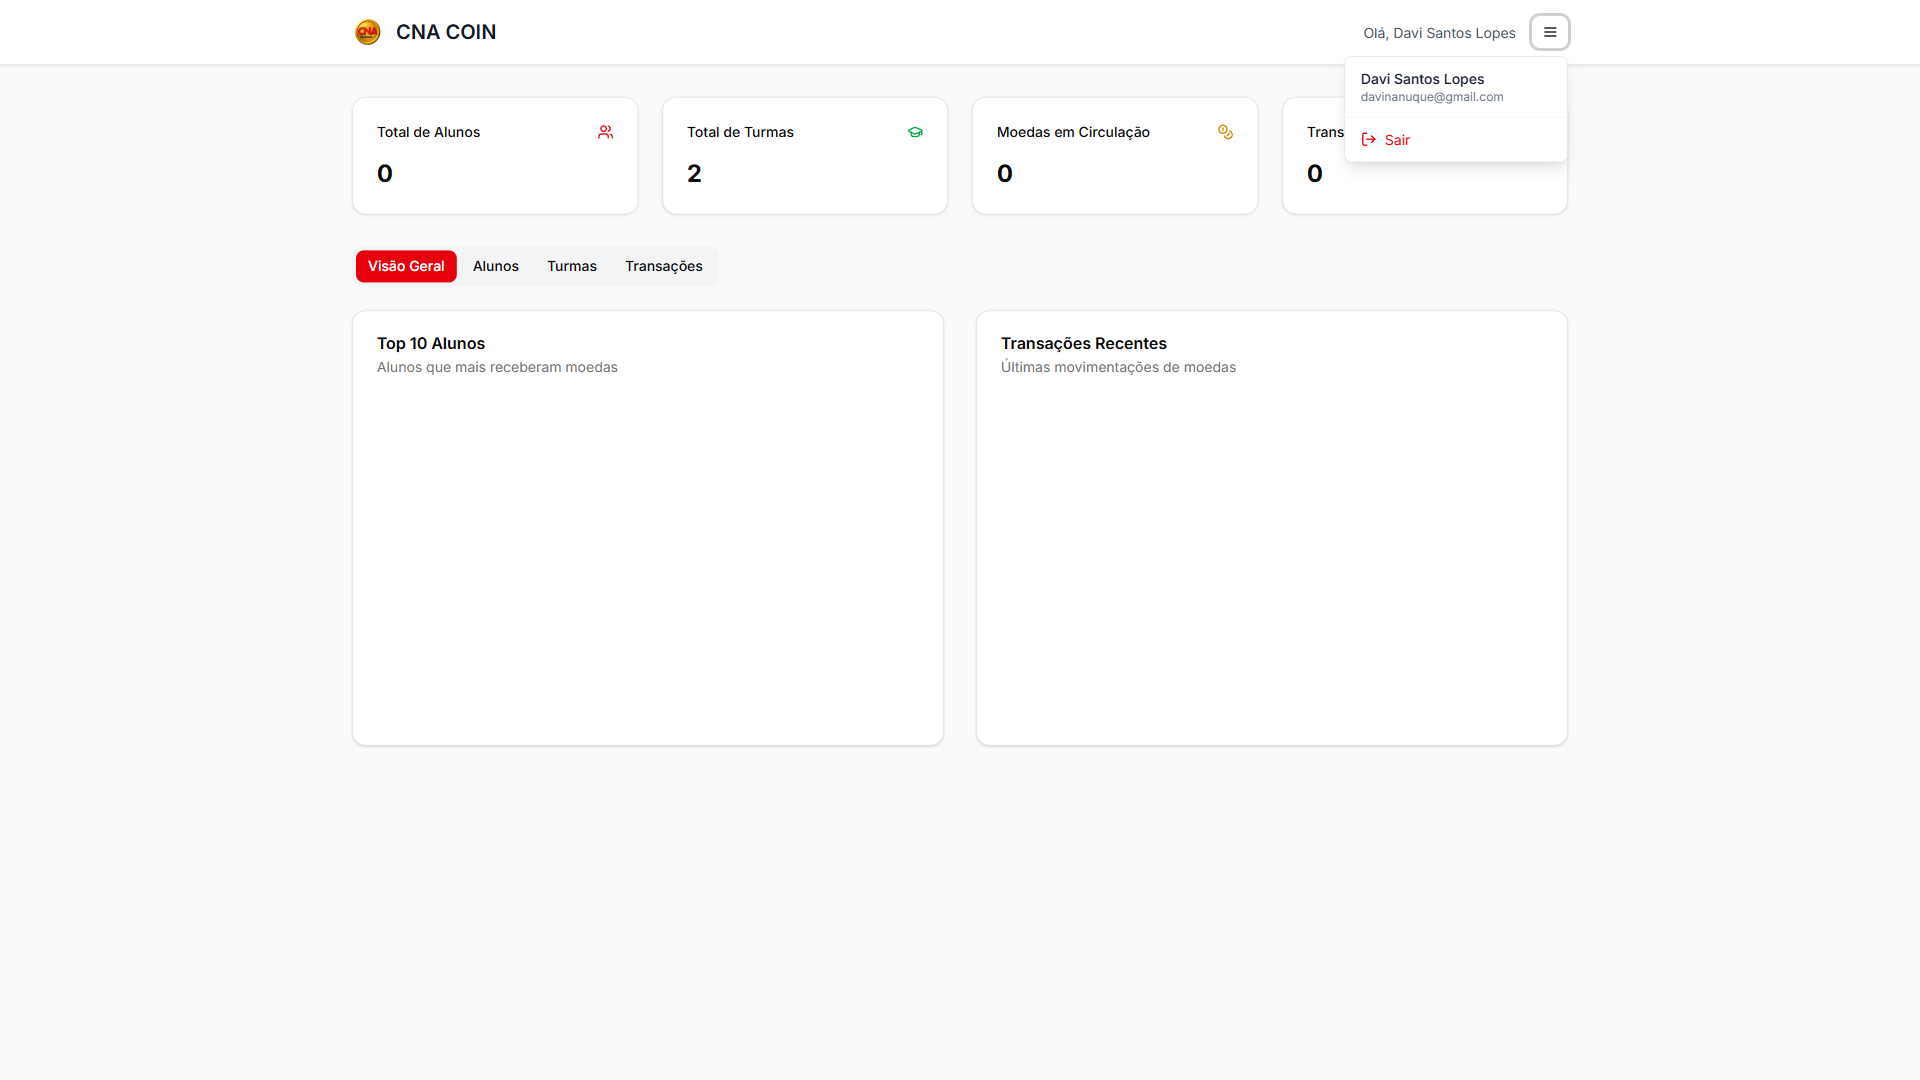 CNA
CNA COIN
Olá, Davi Santos Lopes
Davi Santos Lopes
davinanuque@gmail.com
Sair
Total de Alunos
0
Total de Turmas
2
Moedas em Circulação
0
Trans
0
Visão Geral
Alunos
Turmas
Transações
Top 10 Alunos
Alunos que mais receberam moedas
Transações Recentes
Últimas movimentações de moedas